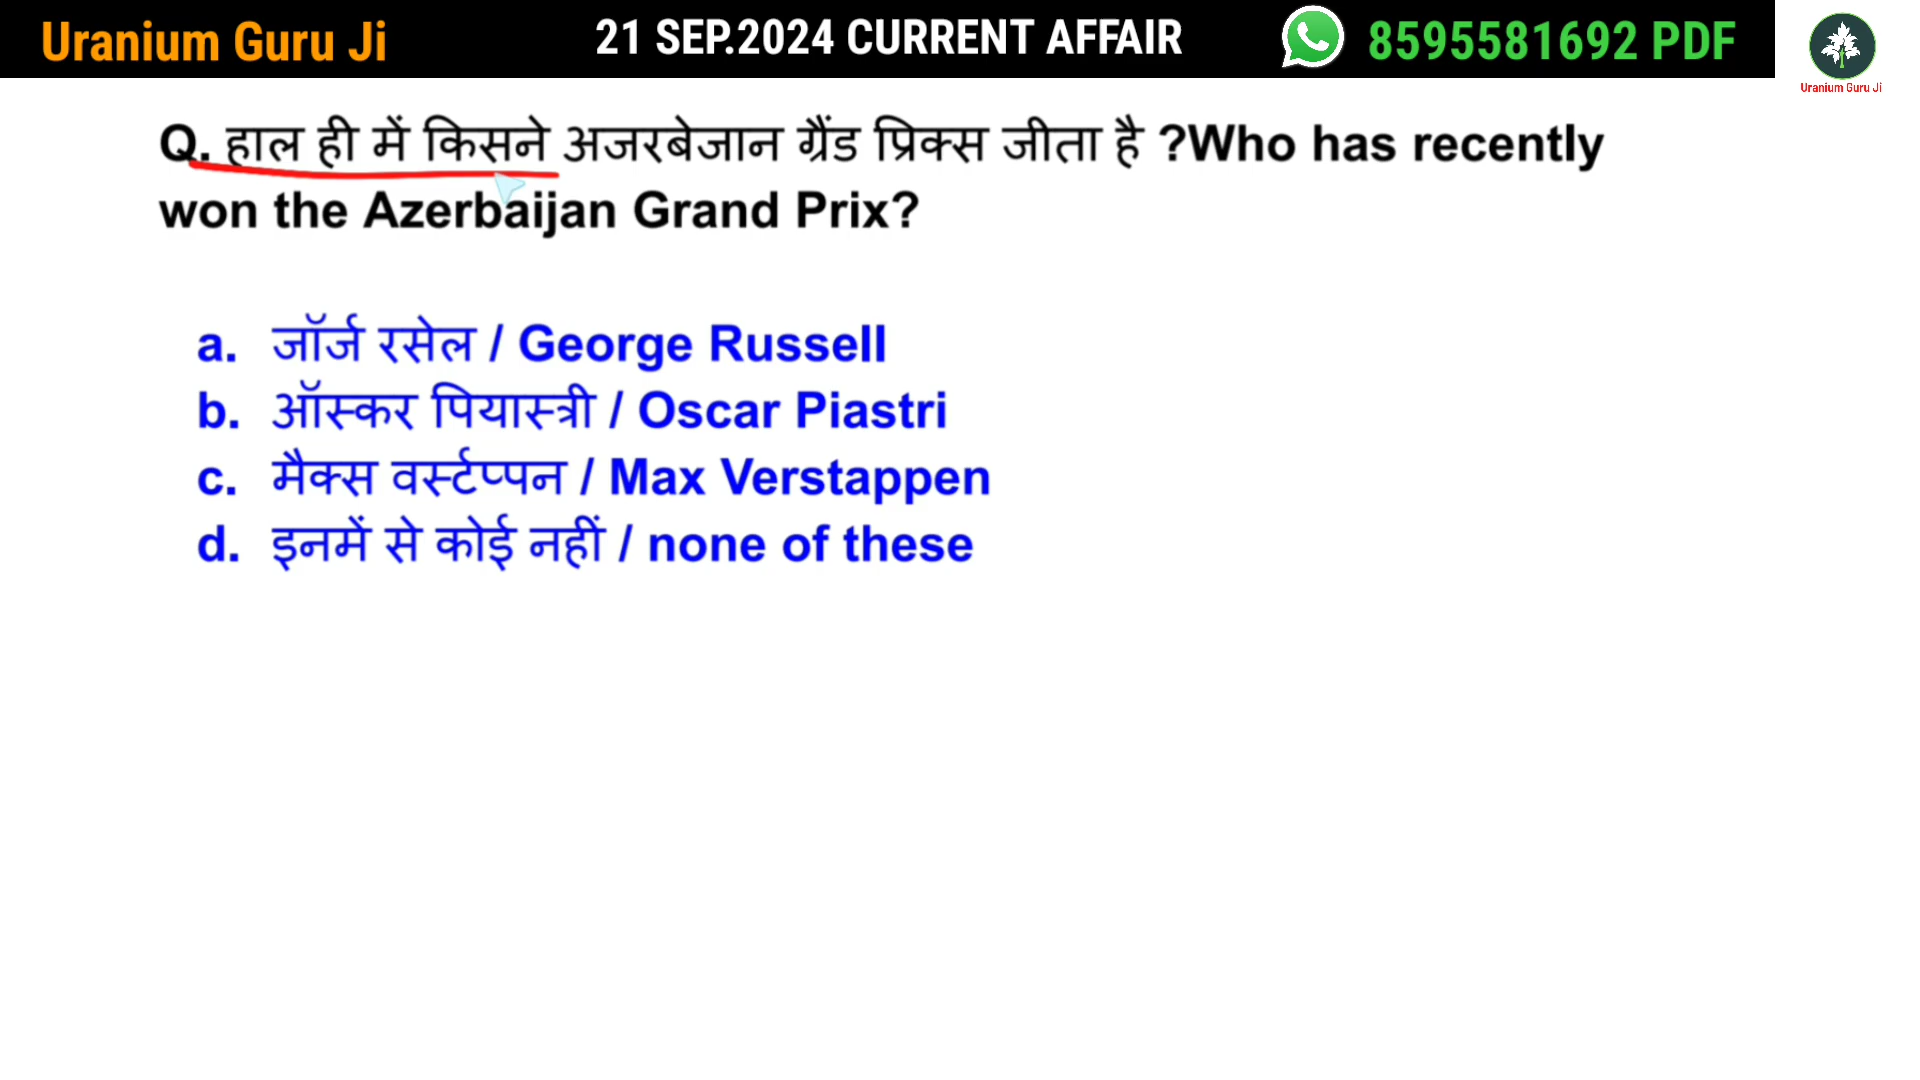 Uranium Guru Ji
21 SEP.2024 CURRENT AFFAIR
8595581692 PDF
Uranium Guru Ji
Q. हाल ही में किसने अजरबेजान ग्रैंड प्रिक्स जीता है ?Who has recently
won the Azerbaijan Grand Prix?
a. जॉर्ज रसेल / George Russell
b. ऑस्कर पियास्त्री / Oscar Piastri
c. मैक्स वर्स्टप्पन / Max Verstappen
d. इनमें से कोई नहीं / none of these